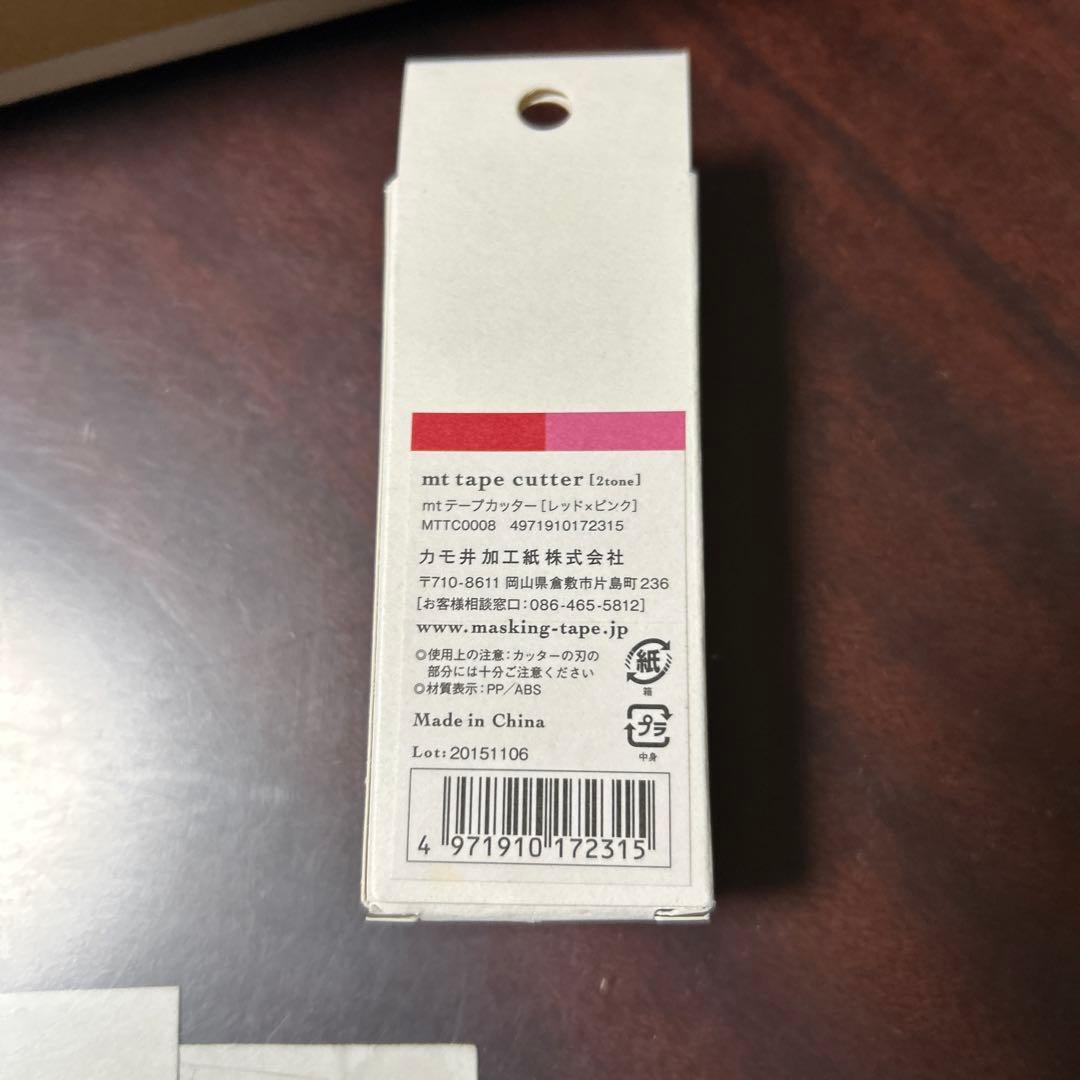 mt tape cutter [2tone]
mtテープカッター[レッド×ピンク]
MTTC0008 4971910172315
カモ井加工紙株式会社
〒710-8611 岡山県倉敷市片島町236
[お客様相談窓口:086-465-5812]
www.masking-tape.jp
◎使用上の注意:カッターの刃の
部分には十分ご注意ください
◎材質表示:PP/ABS
紙
箱
Made in China
プラ
中身
Lot:20151106
4 971910 172315